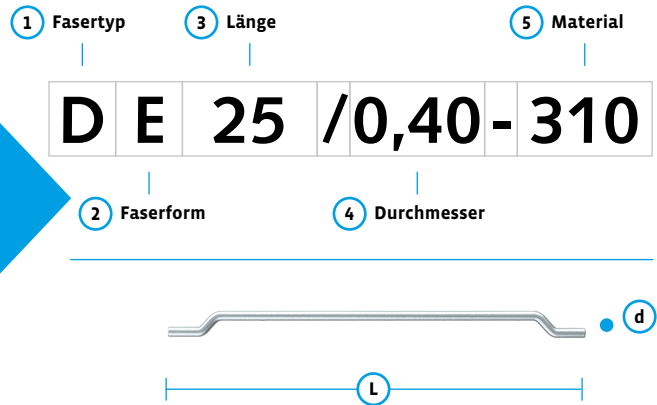 1 Fasertyp 3 Länge 5 Material
D E 25 /0,40-310
2 Faserform 4 Durchmesser
d
L